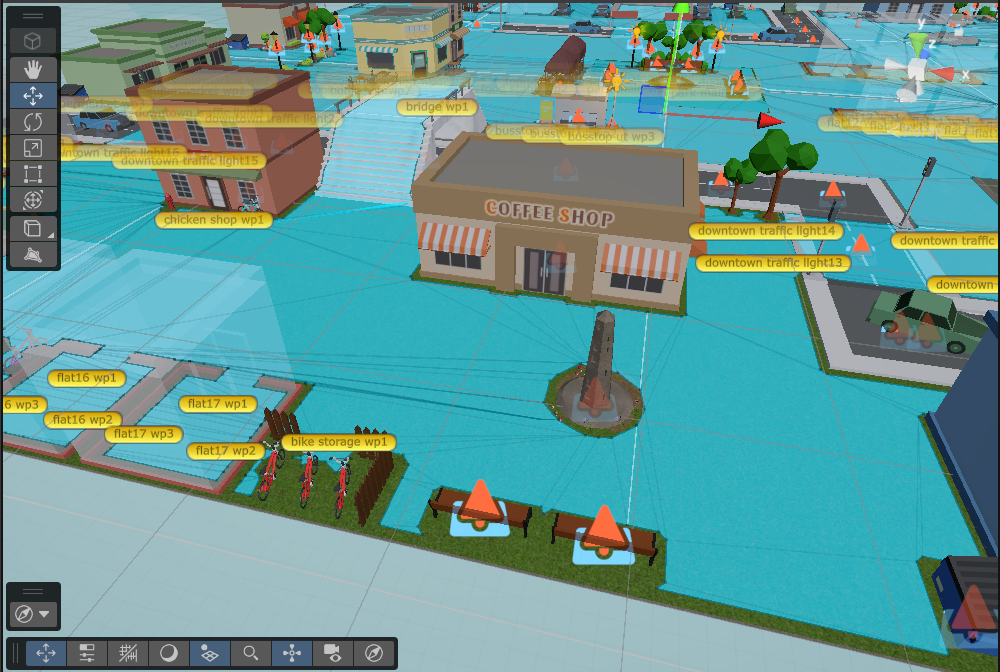 bridge wp1
busstop ut wp3
downtown traffic light15
chicken shop wp1
COFFEE SHOP
downtown traffic light14
downtown traffic
downtown traffic light13
downtown
flat16 wp1
6 wp3
flat17 wp1
flat16 wp2
flat17 wp3
bike storage wp1
flat17 wp2
y
z
x